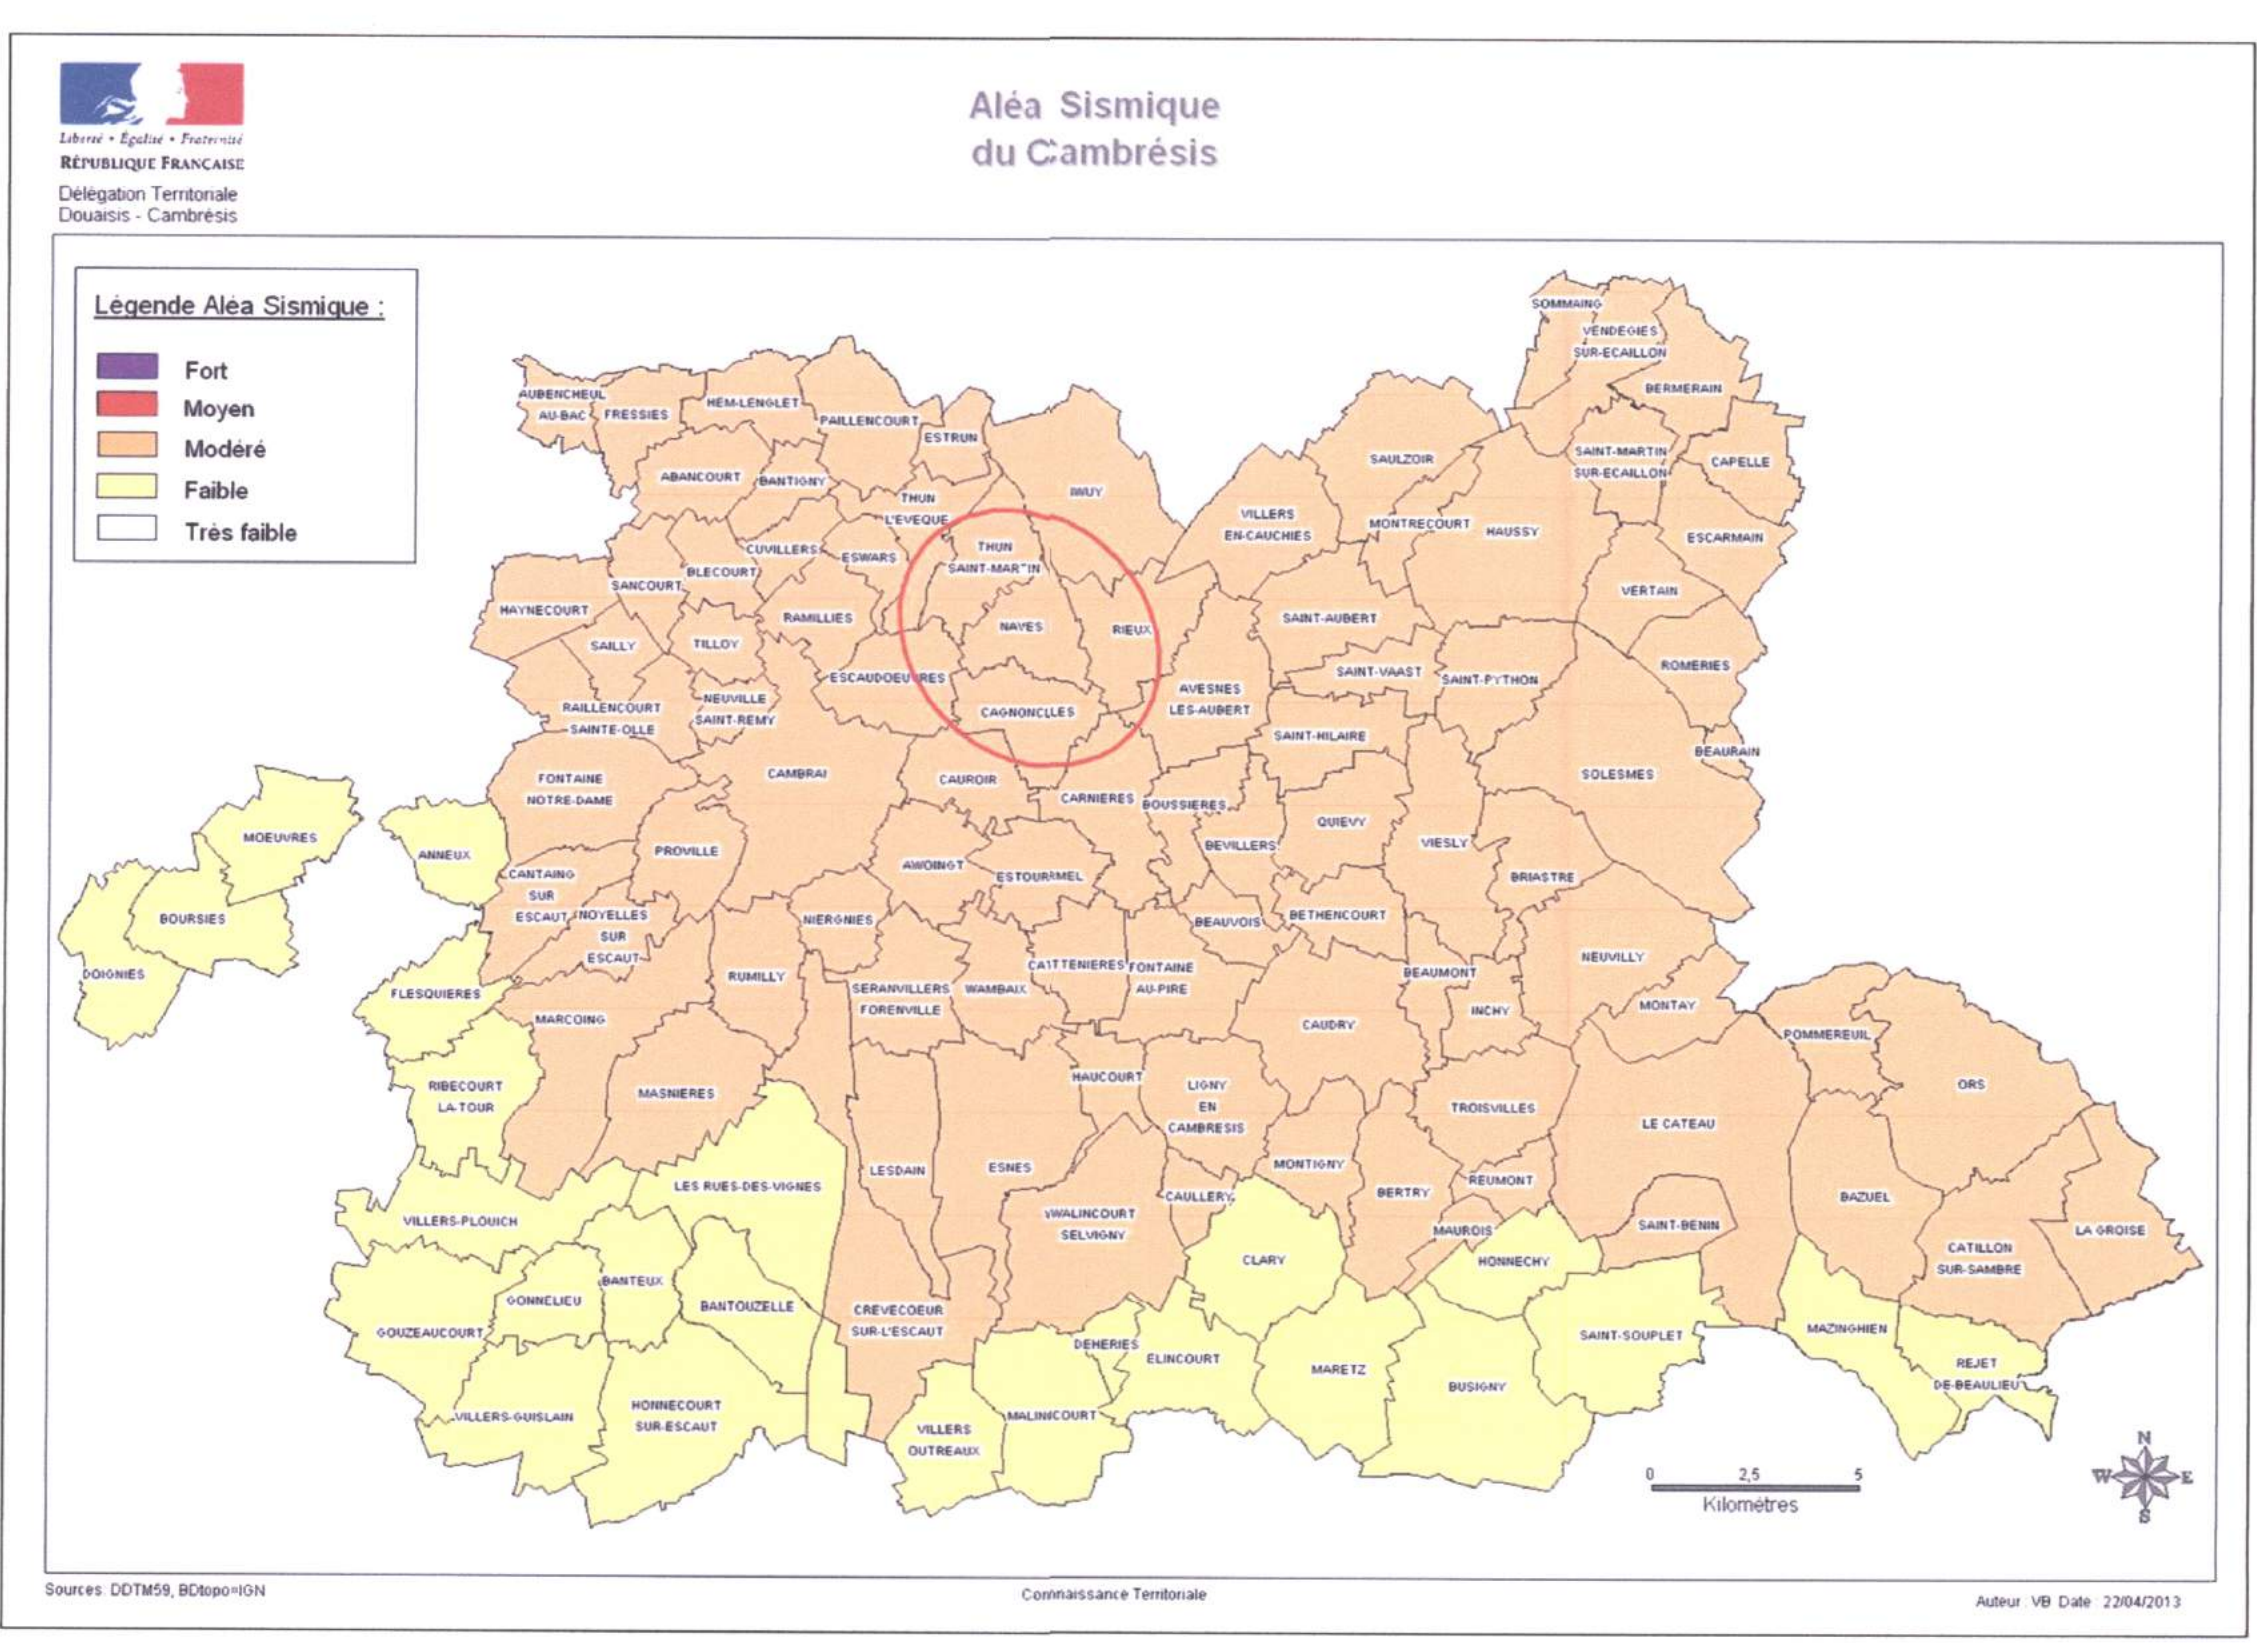 Aléa Sismique
du Cambrésis
Liberté • Égalité • Fraternité
RÉPUBLIQUE FRANÇAISE
Délégation Territoriale
Douaisis - Cambrésis
Légende Aléa Sismique :
Fort
Moyen
Modéré
Faible
Très faible
SOMMAING
VENDEGIES
SUR-ECAILLON
BERMERAIN
AUBENCHEUL
AU-BAC
FRESSIES
HEM-LENGLET
PAILLENCOURT
ESTRUN
SAINT-MARTIN
SUR-ECAILLON
CAPELLE
SAULZOIR
ABANCOURT
BANTIGNY
THUN
L'EVEQUE
IWUY
VILLERS
EN-CAUCHIES
MONTRECOURT
HAUSSY
ESCARMAIN
CUVILLERS
ESWARS
THUN
SAINT-MARTIN
BLECOURT
SANCOURT
VERTAIN
HAYNECOURT
RAMILLIES
NAVES
RIEUX
SAINT-AUBERT
SAILLY
TILLOY
ROMERIES
ESCAUDOEUVRES
SAINT-VAAST
SAINT-PYTHON
AVESNES
LES-AUBERT
NEUVILLE
SAINT-REMY
RAILLENCOURT
SAINTE-OLLE
CAGNONCLLES
SAINT-HILAIRE
BEAURAIN
FONTAINE
NOTRE-DAME
CAMBRAI
CAUROIR
CARNIERES
BOUSSIERES
SOLESMES
QUIEVY
MOEUVRES
ANNEUX
PROVILLE
BEVILLERS
VIESLY
AWOINGT
ESTOURRMEL
BRIASTRE
CANTAING
SUR
ESCAUT
NOYELLES
SUR
ESCAUT
BOURSIES
NIERGNIES
BEAUVOIS
BETHENCOURT
DOIGNIES
FLESQUIERES
RUMILLY
SERANVILLERS
FORENVILLE
WAMBAIX
CATTENIERES
FONTAINE
AU-PIRE
BEAUMONT
NEUVILLY
MONTAY
INCHY
MARCOING
CAUDRY
POMMEREUIL
RIBECOURT
LA-TOUR
MASNIERES
HAUCOURT
LIGNY
EN
CAMBRESIS
TROISVILLES
ORS
LE CATEAU
LESDAIN
ESNES
MONTIGNY
REUMONT
BERTRY
CAULLERY
BAZUEL
LES RUES-DES-VIGNES
VILLERS-PLOUICH
WALINCOURT
SELVIGNY
MAUROIS
SAINT-BENIN
LA GROISE
CLARY
HONNECHY
CATILLON
SUR-SAMBRE
BANTEUX
GONNELIEU
BANTOUZELLE
CREVECOEUR
SUR-L'ESCAUT
GOUZEAUCOURT
DEHERIES
ELINCOURT
MARETZ
SAINT-SOUPLET
MAZINGHIEN
REJET
DE-BEAULIEU
BUSIGNY
VILLERS-GUISLAIN
HONNECOURT
SUR-ESCAUT
VILLERS
OUTREAUX
MALINICOURT
N
W E
S
0 2,5 5
Kilomètres
Sources: DDTM59, BDtopo=IGN
Connaissance Territoriale
Auteur : VB Date : 22/04/2013